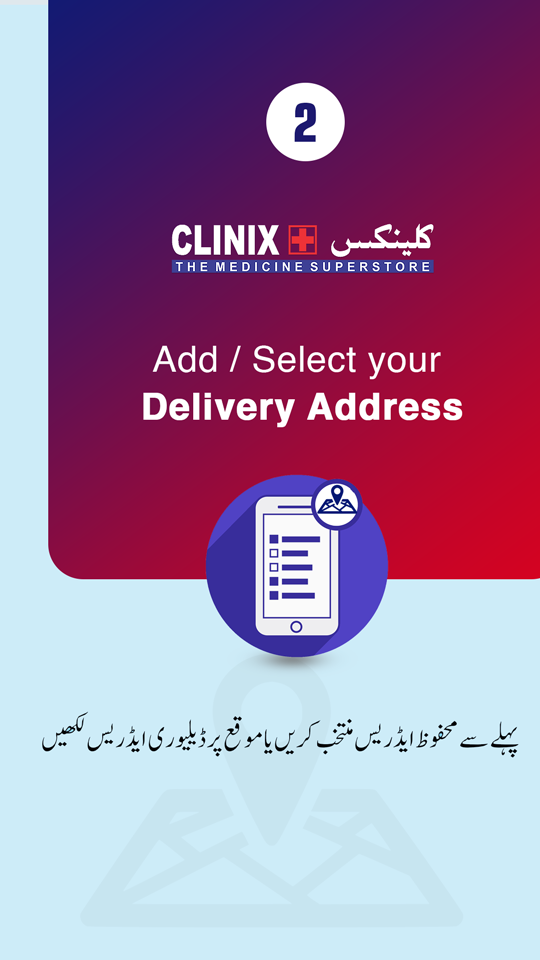 2
CLINIX کلینکس
THE MEDICINE SUPERSTORE
Add / Select your
Delivery Address
پہلے سے محفوظ ایڈریس منتخب کریں یا موقع پر ڈیلیوری ایڈریس لکھیں